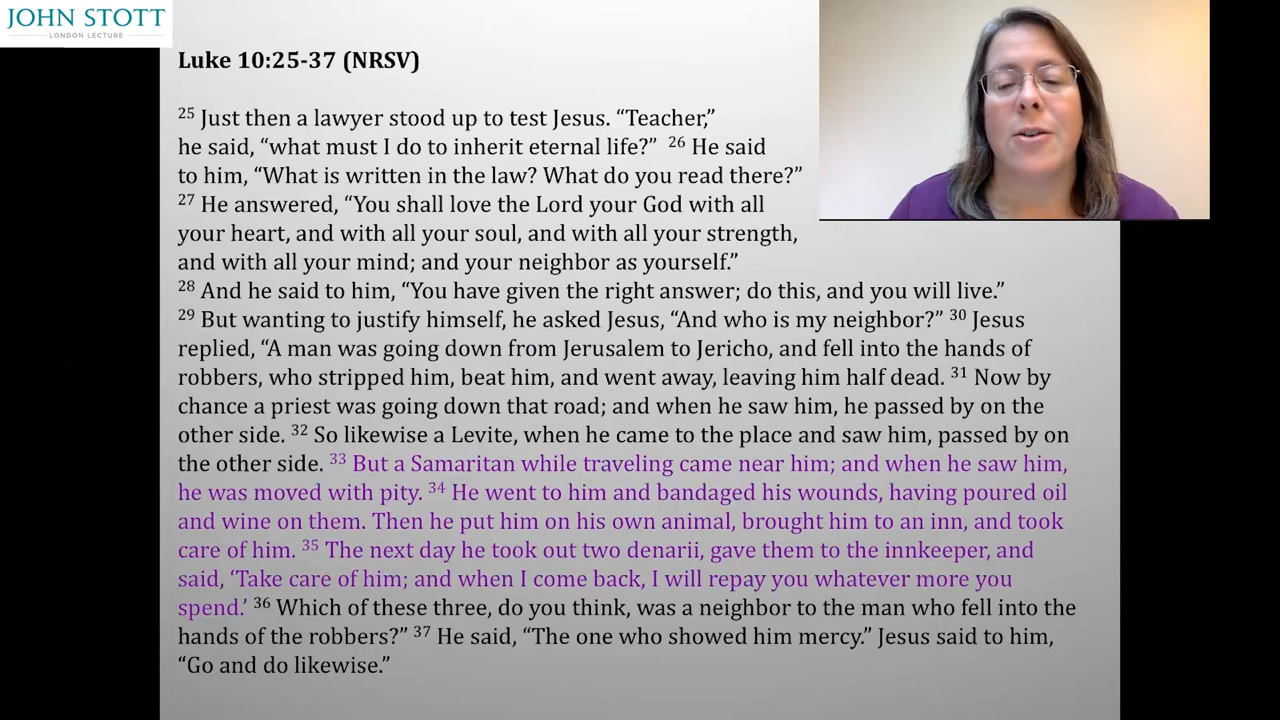 JOHN STOTT
LONDON LECTURE
Luke 10:25-37 (NRSV)
25 Just then a lawyer stood up to test Jesus. “Teacher,”
he said, “what must I do to inherit eternal life?” 26 He said
to him, “What is written in the law? What do you read there?”
27 He answered, “You shall love the Lord your God with all
your heart, and with all your soul, and with all your strength,
and with all your mind; and your neighbor as yourself.”
28 And he said to him, “You have given the right answer; do this, and you will live.”
29 But wanting to justify himself, he asked Jesus, “And who is my neighbor?” 30 Jesus
replied, “A man was going down from Jerusalem to Jericho, and fell into the hands of
robbers, who stripped him, beat him, and went away, leaving him half dead. 31 Now by
chance a priest was going down that road; and when he saw him, he passed by on the
other side. 32 So likewise a Levite, when he came to the place and saw him, passed by on
the other side. 33 But a Samaritan while traveling came near him; and when he saw him,
he was moved with pity. 34 He went to him and bandaged his wounds, having poured oil
and wine on them. Then he put him on his own animal, brought him to an inn, and took
care of him. 35 The next day he took out two denarii, gave them to the innkeeper, and
said, ‘Take care of him; and when I come back, I will repay you whatever more you
spend.’ 36 Which of these three, do you think, was a neighbor to the man who fell into the
hands of the robbers?” 37 He said, “The one who showed him mercy.” Jesus said to him,
“Go and do likewise.”